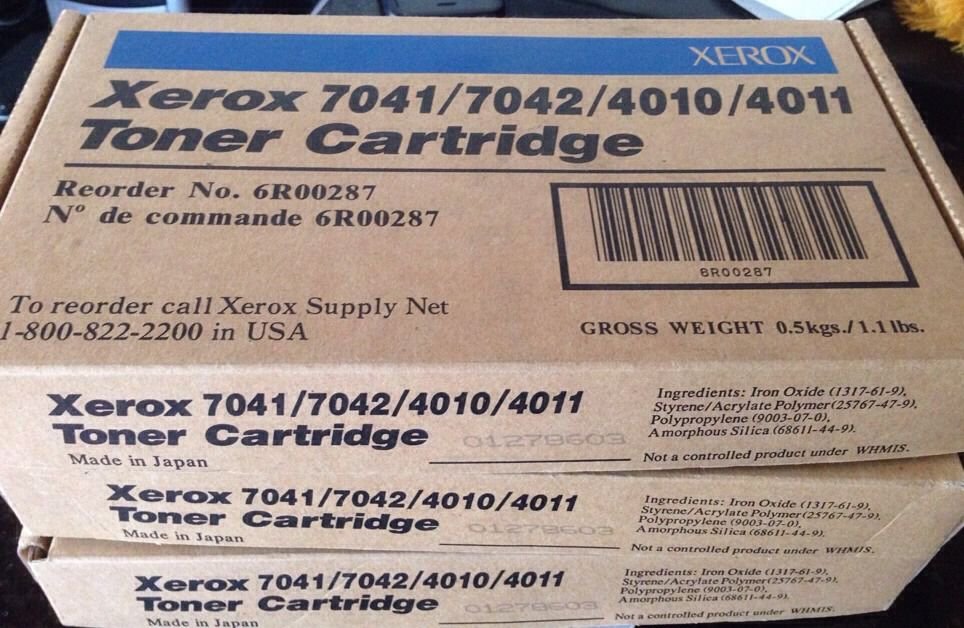 XEROX
Xerox 7041/7042/4010/4011
Toner Cartridge
Reorder No. 6R00287
N° de commande 6R00287
6R00287
To reorder call Xerox Supply Net
1-800-822-2200 in USA
GROSS WEIGHT 0.5kgs./1.1 lbs.
Xerox 7041/7042/4010/4011
Toner Cartridge
01278603
Made in Japan
Ingredients: Iron Oxide (1317-61-9),
Styrene/Acrylate Polymer(25767-47-9),
Polypropylene (9003-07-0),
Amorphous Silica (68611-44-9).
Not a controlled product under WHMIS.
Xerox 7041/7042/4010/4011
Toner Cartridge
01278603
Made in Japan
Ingredients: Iron Oxide (1317-61-9),
Styrene/Acrylate Polymer(25767-47-9),
Polypropylene (9003-07-0),
Amorphous Silica (68611-44-9).
Not a controlled product under WHMIS.
Xerox 7041/7042/4010/4011
Toner Cartridge
01278603
Made in Japan
Ingredients: Iron Oxide (1317-61-9),
Styrene/Acrylate Polymer(25767-47-9),
Polypropylene (9003-07-0),
Amorphous Silica (68611-44-9).
Not a controlled product under WHMIS.